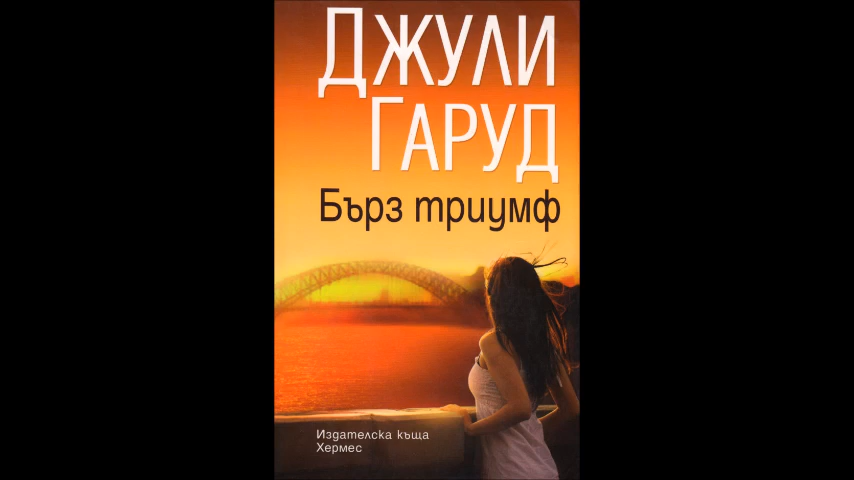 ДЖУЛИ
ГАРУД
Бърз триумф
Издателска къща
Хермес